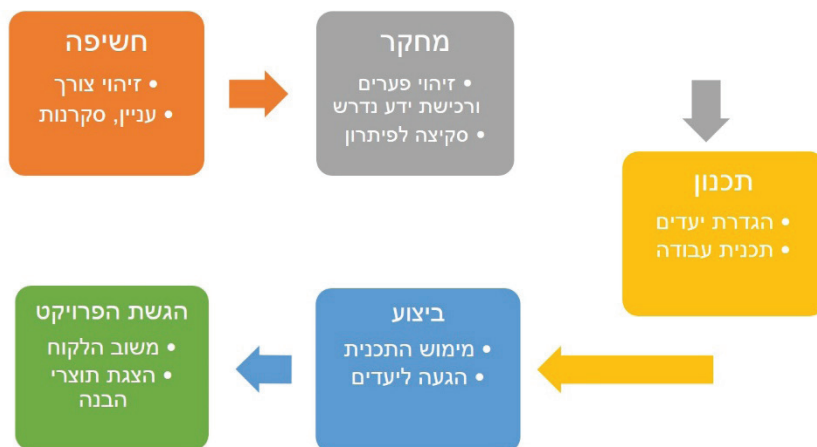 חשיפה
• זיהוי צורך
• עניין, סקרנות
מחקר
• זיהוי פערים
ורכישת ידע נדרש
• סקיצה לפיתרון
תכנון
• הגדרת יעדים
• תכנית עבודה
ביצוע
• מימוש התכנית
• הגעה ליעדים
הגשת הפרויקט
• משוב הלקוח
• הצגת תוצרי
הבנה